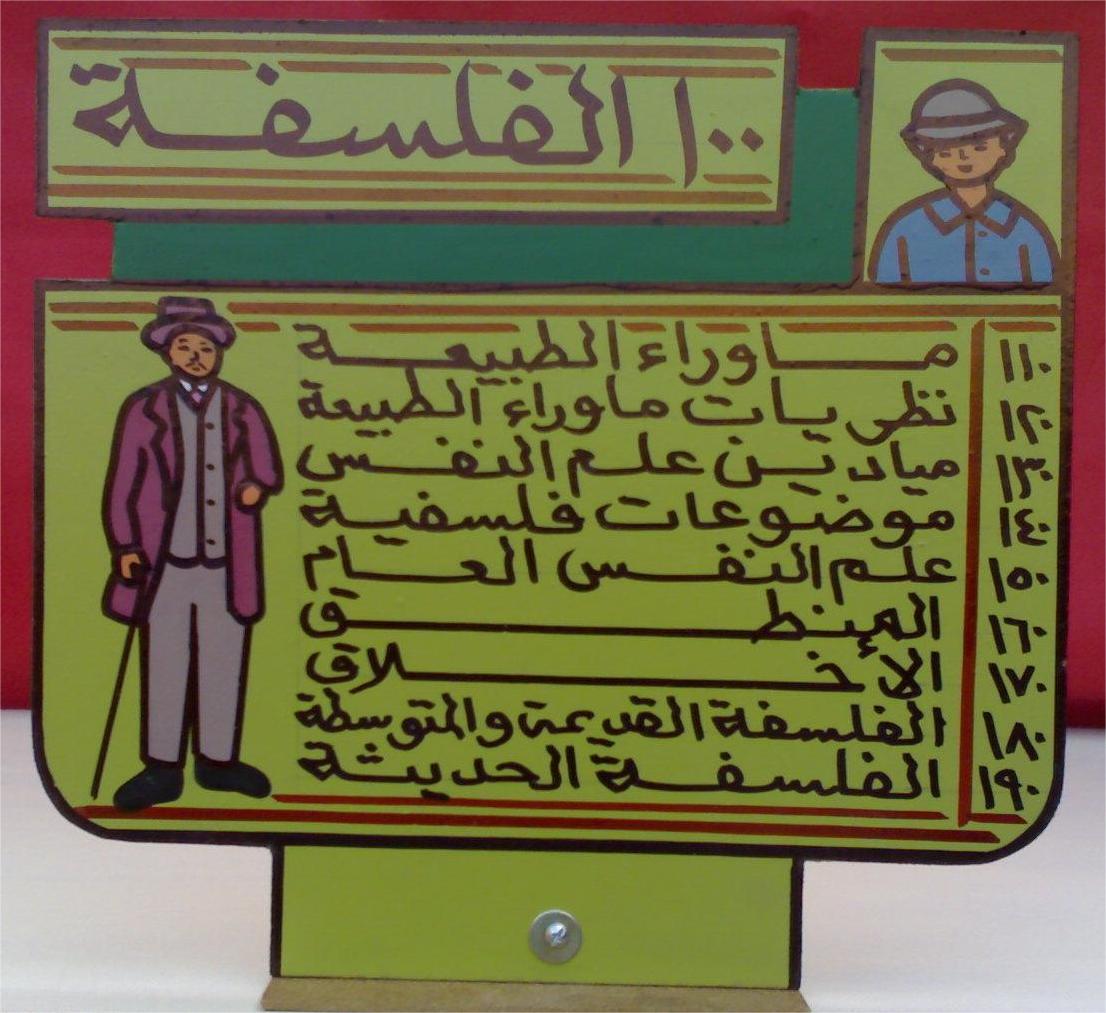 ١٠٠ الفلسفة
١١٠ ماوراء الطبيعة
١٢٠ نظريات ماوراء الطبيعة
١٣٠ ميادين علم النفس
١٤٠ موضوعات فلسفية
١٥٠ علم النفس العام
١٦٠ المنطق
١٧٠ الاخلاق
١٨٠ الفلسفة القديمة والمتوسطة
١٩٠ الفلسفة الحديثة